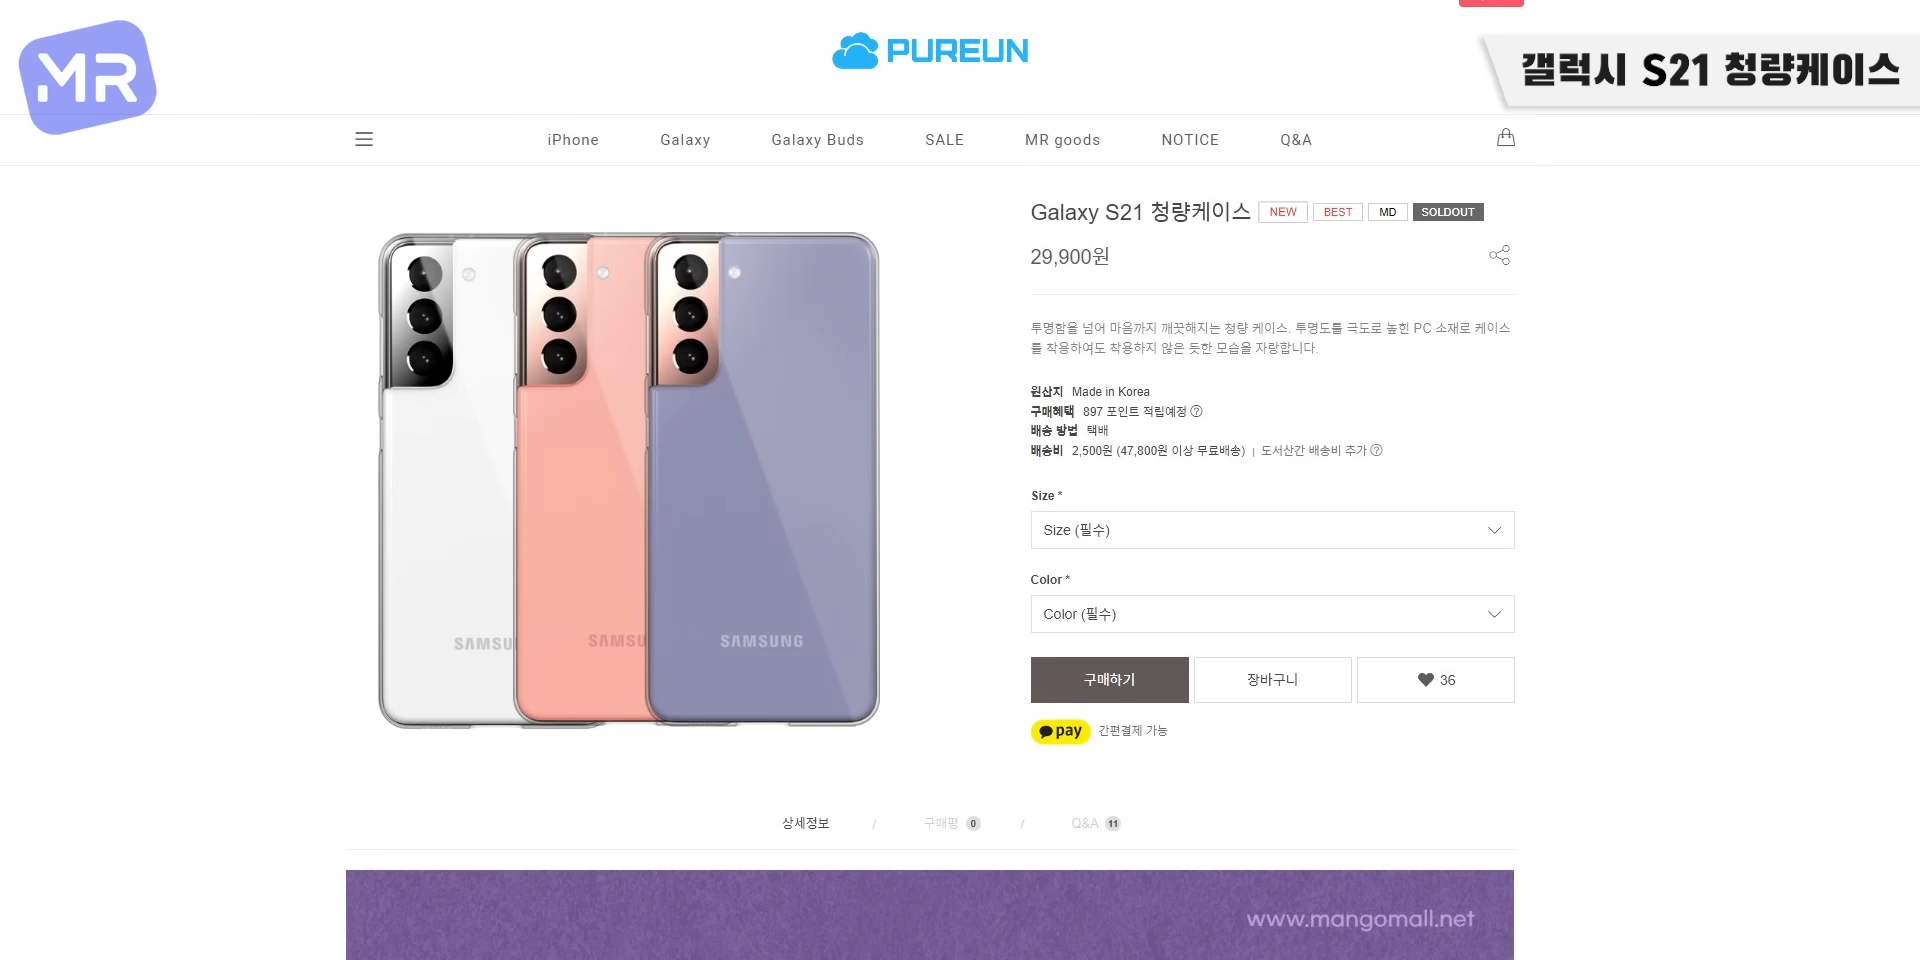 MR
PUREUN
갤럭시 S21 청량케이스
iPhone Galaxy Galaxy Buds SALE MR goods NOTICE Q&A
Galaxy S21 청량케이스 NEW BEST MD SOLDOUT
29,900원
투명함을 넘어 마음까지 깨끗해지는 청량 케이스. 투명도를 극도로 높힌 PC 소재로 케이스
를 착용하여도 착용하지 않은 듯한 모습을 자랑합니다.
원산지 Made in Korea
구매혜택 897 포인트 적립예정 ?
배송 방법 택배
배송비 2,500원 (47,800원 이상 무료배송) | 도서산간 배송비 추가 ?
Size *
Size (필수)
Color *
Color (필수)
SAMSU
SAMSU
SAMSUNG
구매하기 장바구니 36
pay 간편결제 가능
상세정보 / 구매평 0 / Q&A 11
www.mangomall.net